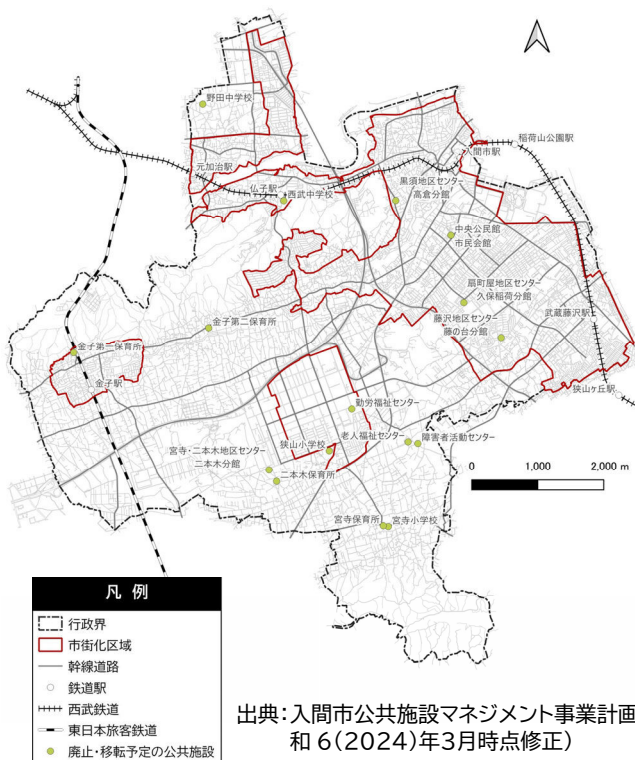 野田中学校
稲荷山公園駅
入間市駅
元加治駅
仏子駅
西武中学校
黒須地区センター
高倉分館
中央公民館
市民会館
扇町屋地区センター
久保稲荷分館
武蔵藤沢駅
藤沢地区センター
藤の台分館
金子第二保育所
金子第一保育所
金子駅
狭山ヶ丘駅
勤労福祉センター
狭山小学校
老人福祉センター
障害者活動センター
宮寺・二本木地区センター
二本木分館
二本木保育所
宮寺保育所
宮寺小学校
0 1,000 2,000 m
凡 例
行政界
市街化区域
幹線道路
鉄道駅
西武鉄道
東日本旅客鉄道
廃止・移転予定の公共施設
出典:入間市公共施設マネジメント事業計画
和6(2024)年3月時点修正)